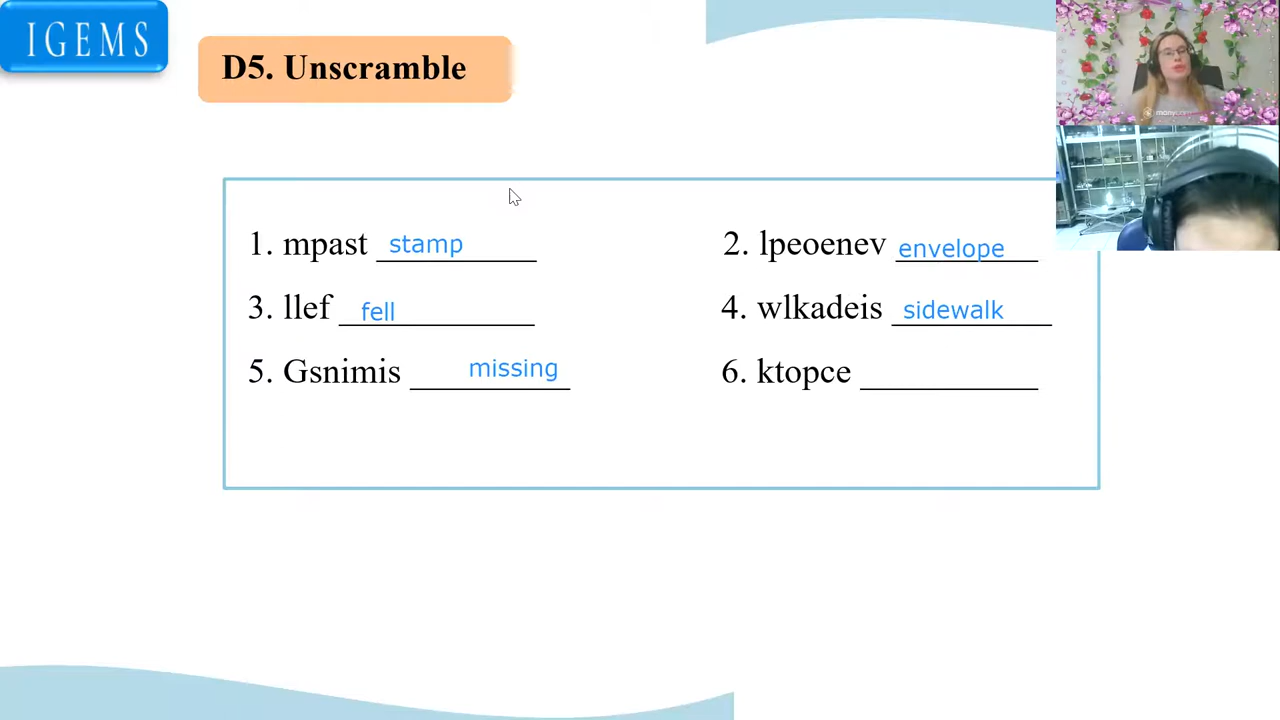 IGEMS
D5. Unscramble
1. mpast stamp
2. lpeoenev envelope
3. llef fell
4. wlkadeis sidewalk
5. Gsnimis missing
6. ktopce